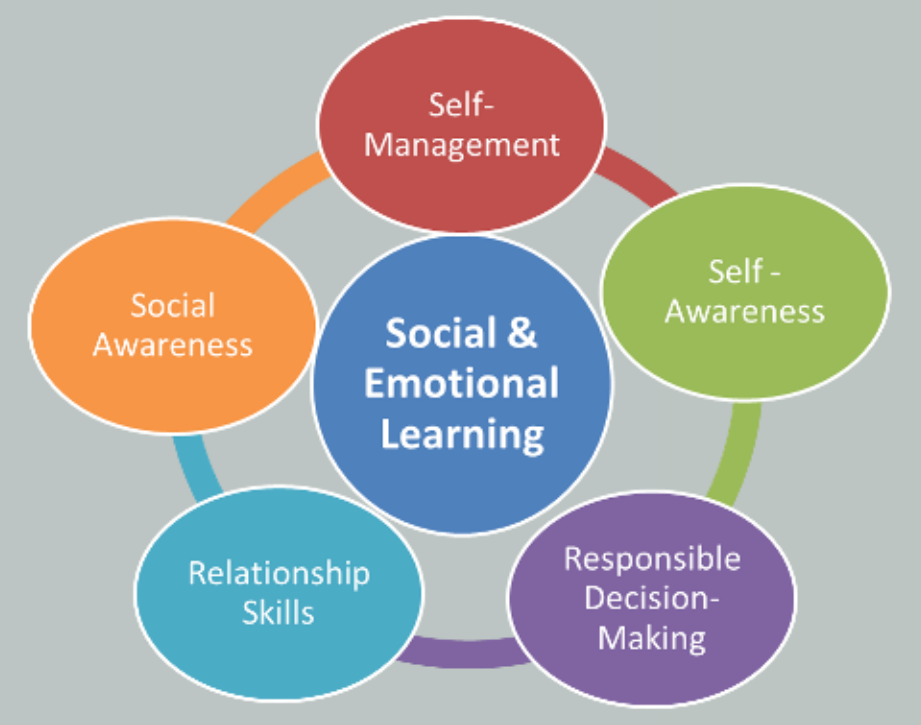 Self-
Management
Self -
Awareness
Social
Awareness
Social &
Emotional
Learning
Relationship
Skills
Responsible
Decision-
Making